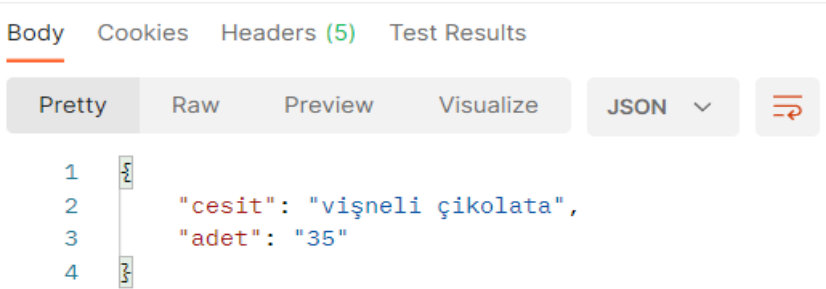 Body Cookies Headers (5) Test Results
Pretty Raw Preview Visualize JSON
1 {
2 "cesit": "vişneli çikolata",
3 "adet": "35"
4 }